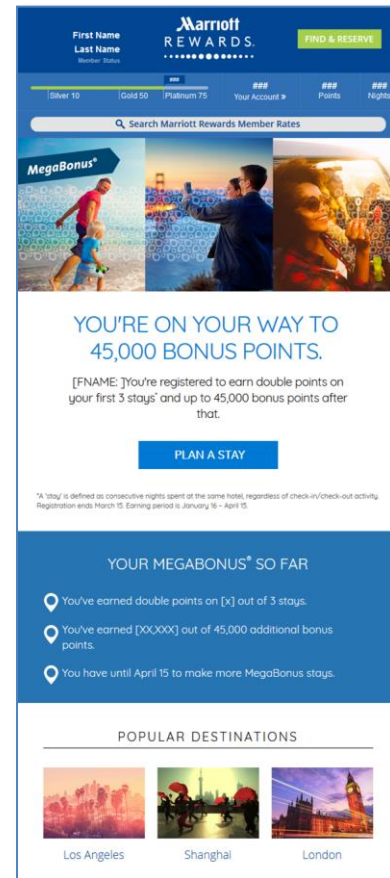 First Name
Last Name
Member Status
Marriott
REWARDS.
FIND & RESERVE
###
Silver 10
Gold 50
Platinum 75
###
Your Account »
###
Points
###
Nights
Search Marriott Rewards Member Rates
MegaBonus®
YOU'RE ON YOUR WAY TO
45,000 BONUS POINTS.
[FNAME: ]You're registered to earn double points on
your first 3 stays* and up to 45,000 bonus points after
that.
PLAN A STAY
*A 'stay' is defined as consecutive nights spent at the same hotel, regardless of check-in/check-out activity.
Registration ends March 15. Earning period is January 16 – April 15.
YOUR MEGABONUS® SO FAR
You've earned double points on [x] out of 3 stays.
You've earned [XX,XXX] out of 45,000 additional bonus
points.
You have until April 15 to make more MegaBonus stays.
POPULAR DESTINATIONS
Los Angeles
Shanghai
London